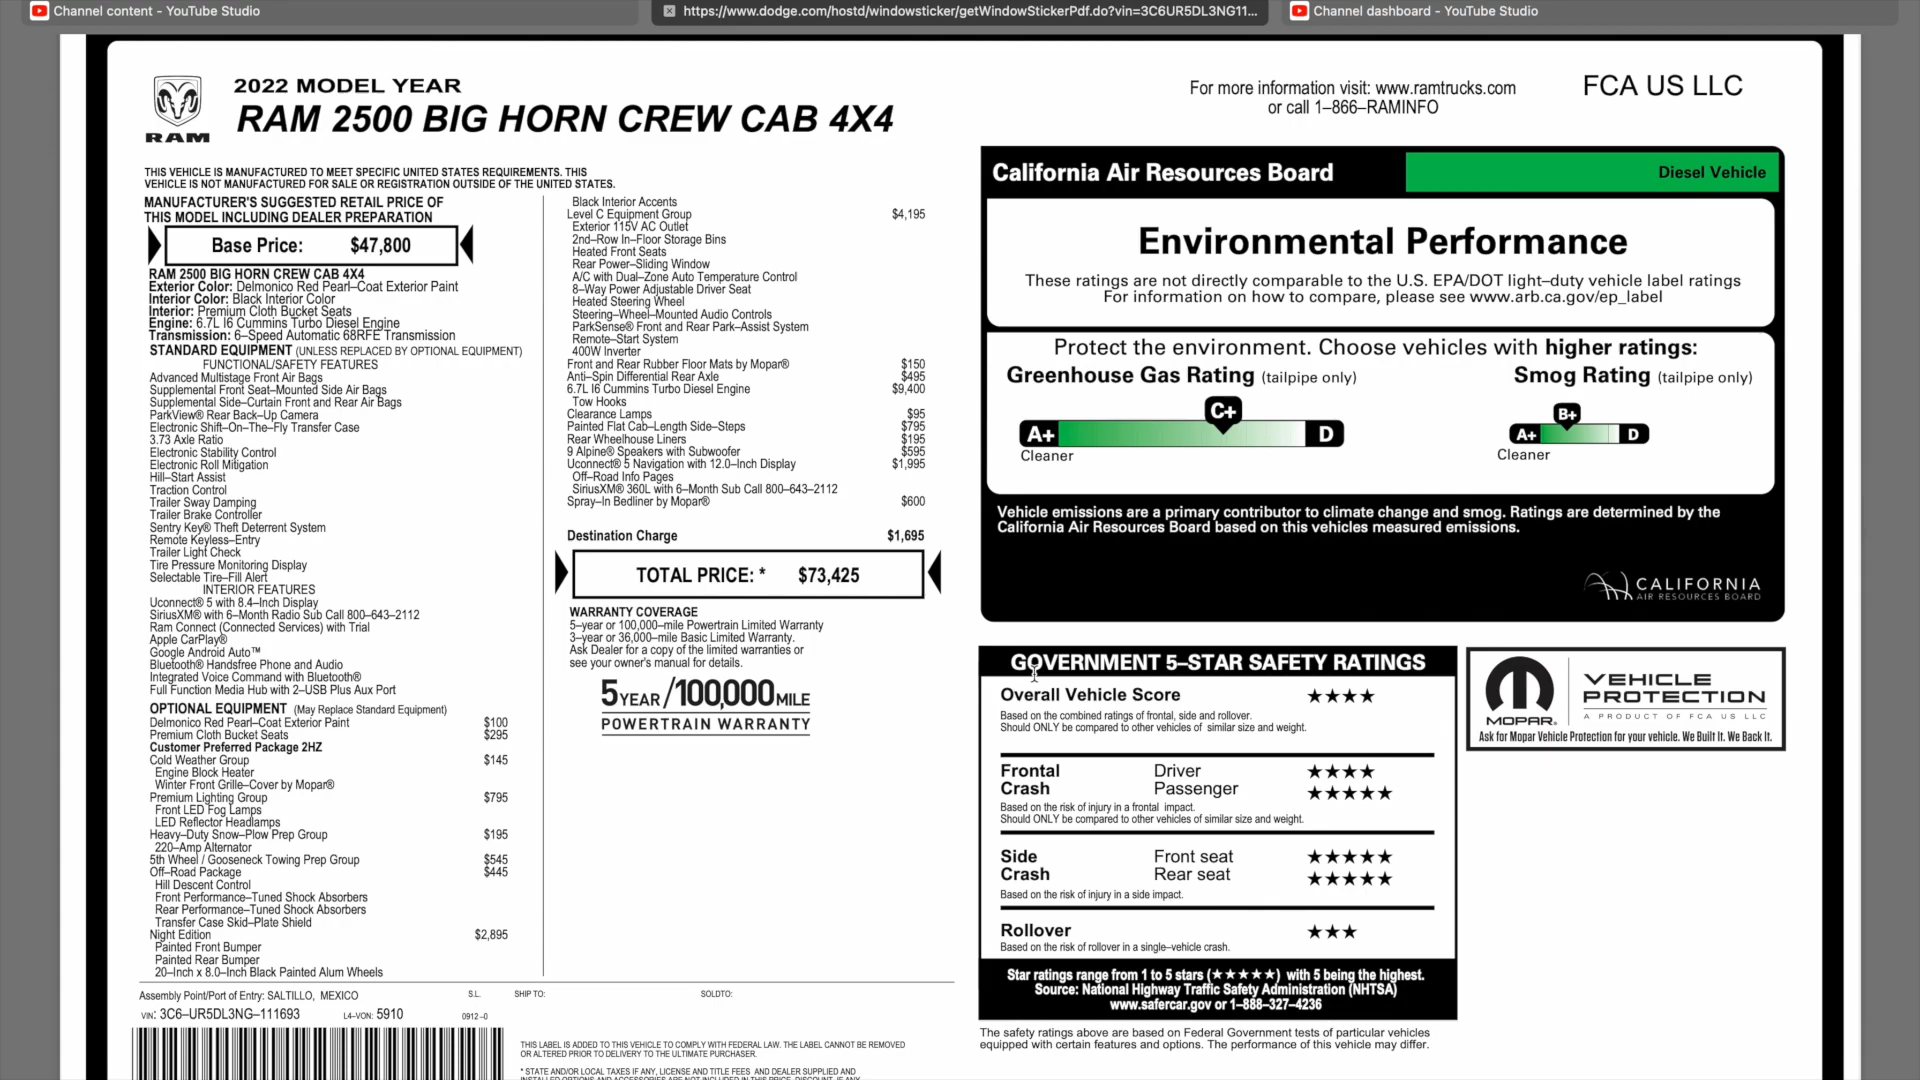 Channel content - YouTube Studio
https://www.dodge.com/hostd/windowsticker/getWindowStickerPdf.do?vin=3C6UR5DL3NG11...
Channel dashboard - YouTube Studio
RAM
2022 MODEL YEAR
RAM 2500 BIG HORN CREW CAB 4X4
For more information visit: www.ramtrucks.com
or call 1–866–RAMINFO
FCA US LLC
THIS VEHICLE IS MANUFACTURED TO MEET SPECIFIC UNITED STATES REQUIREMENTS. THIS
VEHICLE IS NOT MANUFACTURED FOR SALE OR REGISTRATION OUTSIDE OF THE UNITED STATES.
MANUFACTURER'S SUGGESTED RETAIL PRICE OF
THIS MODEL INCLUDING DEALER PREPARATION
Base Price: $47,800
RAM 2500 BIG HORN CREW CAB 4X4
Exterior Color: Delmonico Red Pearl–Coat Exterior Paint
Interior Color: Black Interior Color
Interior: Premium Cloth Bucket Seats
Engine: 6.7L I6 Cummins Turbo Diesel Engine
Transmission: 6–Speed Automatic 68RFE Transmission
STANDARD EQUIPMENT (UNLESS REPLACED BY OPTIONAL EQUIPMENT)
FUNCTIONAL/SAFETY FEATURES
Advanced Multistage Front Air Bags
Supplemental Front Seat–Mounted Side Air Bags
Supplemental Side–Curtain Front and Rear Air Bags
ParkView® Rear Back–Up Camera
Electronic Shift–On–The–Fly Transfer Case
3.73 Axle Ratio
Electronic Stability Control
Electronic Roll Mitigation
Hill–Start Assist
Traction Control
Trailer Sway Damping
Trailer Brake Controller
Sentry Key® Theft Deterrent System
Remote Keyless–Entry
Trailer Light Check
Tire Pressure Monitoring Display
Selectable Tire–Fill Alert
INTERIOR FEATURES
Uconnect® 5 with 8.4–Inch Display
SiriusXM® with 6–Month Radio Sub Call 800–643–2112
Ram Connect (Connected Services) with Trial
Apple CarPlay®
Google Android Auto™
Bluetooth® Handsfree Phone and Audio
Integrated Voice Command with Bluetooth®
Full Function Media Hub with 2–USB Plus Aux Port
OPTIONAL EQUIPMENT (May Replace Standard Equipment)
Delmonico Red Pearl–Coat Exterior Paint $100
Premium Cloth Bucket Seats $295
Customer Preferred Package 2HZ
Cold Weather Group $145
Engine Block Heater
Winter Front Grille–Cover by Mopar®
Premium Lighting Group $795
Front LED Fog Lamps
LED Reflector Headlamps
Heavy–Duty Snow–Plow Prep Group $195
220–Amp Alternator
5th Wheel / Gooseneck Towing Prep Group $545
Off–Road Package $445
Hill Descent Control
Front Performance–Tuned Shock Absorbers
Rear Performance–Tuned Shock Absorbers
Transfer Case Skid–Plate Shield
Night Edition $2,895
Painted Front Bumper
Painted Rear Bumper
20–Inch x 8.0–Inch Black Painted Alum Wheels
Black Interior Accents
Level C Equipment Group $4,195
Exterior 115V AC Outlet
2nd–Row In–Floor Storage Bins
Heated Front Seats
Rear Power–Sliding Window
A/C with Dual–Zone Auto Temperature Control
8–Way Power Adjustable Driver Seat
Heated Steering Wheel
Steering–Wheel–Mounted Audio Controls
ParkSense® Front and Rear Park–Assist System
Remote–Start System
400W Inverter
Front and Rear Rubber Floor Mats by Mopar® $150
Anti–Spin Differential Rear Axle $495
6.7L I6 Cummins Turbo Diesel Engine $9,400
Tow Hooks
Clearance Lamps $95
Painted Flat Cab–Length Side–Steps $795
Rear Wheelhouse Liners $195
9 Alpine® Speakers with Subwoofer $595
Uconnect® 5 Navigation with 12.0–Inch Display $1,995
Off–Road Info Pages
SiriusXM® 360L with 6–Month Sub Call 800–643–2112
Spray–In Bedliner by Mopar® $600
Destination Charge $1,695
TOTAL PRICE: * $73,425
WARRANTY COVERAGE
5–year or 100,000–mile Powertrain Limited Warranty
3–year or 36,000–mile Basic Limited Warranty.
Ask Dealer for a copy of the limited warranties or
see your owner's manual for details.
5 YEAR / 100,000 MILE
POWERTRAIN WARRANTY
California Air Resources Board
Diesel Vehicle
Environmental Performance
These ratings are not directly comparable to the U.S. EPA/DOT light–duty vehicle label ratings
For information on how to compare, please see www.arb.ca.gov/ep_label
Protect the environment. Choose vehicles with higher ratings:
Greenhouse Gas Rating (tailpipe only)
C+
A+ D
Cleaner
Smog Rating (tailpipe only)
B+
A+ D
Cleaner
Vehicle emissions are a primary contributor to climate change and smog. Ratings are determined by the
California Air Resources Board based on this vehicles measured emissions.
CALIFORNIA
AIR RESOURCES BOARD
GOVERNMENT 5–STAR SAFETY RATINGS
Overall Vehicle Score ★★★★
Based on the combined ratings of frontal, side and rollover.
Should ONLY be compared to other vehicles of similar size and weight.
Frontal Driver ★★★★
Crash Passenger ★★★★★
Based on the risk of injury in a frontal impact.
Should ONLY be compared to other vehicles of similar size and weight.
Side Front seat ★★★★★
Crash Rear seat ★★★★★
Based on the risk of injury in a side impact.
Rollover ★★★
Based on the risk of rollover in a single–vehicle crash.
Star ratings range from 1 to 5 stars (★★★★★) with 5 being the highest.
Source: National Highway Traffic Safety Administration (NHTSA)
www.safercar.gov or 1–888–327–4236
The safety ratings above are based on Federal Government tests of particular vehicles
equipped with certain features and options. The performance of this vehicle may differ.
MOPAR®
VEHICLE
PROTECTION
A PRODUCT OF FCA US LLC
Ask for Mopar Vehicle Protection for your vehicle. We Built It. We Back It.
Assembly Point/Port of Entry: SALTILLO, MEXICO
S.L. SHIP TO: SOLDTO:
VIN: 3C6–UR5DL3NG–111693 L4–VON: 5910 0912–0
THIS LABEL IS ADDED TO THIS VEHICLE TO COMPLY WITH FEDERAL LAW. THE LABEL CANNOT BE REMOVED
OR ALTERED PRIOR TO DELIVERY TO THE ULTIMATE PURCHASER.
* STATE AND/OR LOCAL TAXES IF ANY, LICENSE AND TITLE FEES AND DEALER SUPPLIED AND